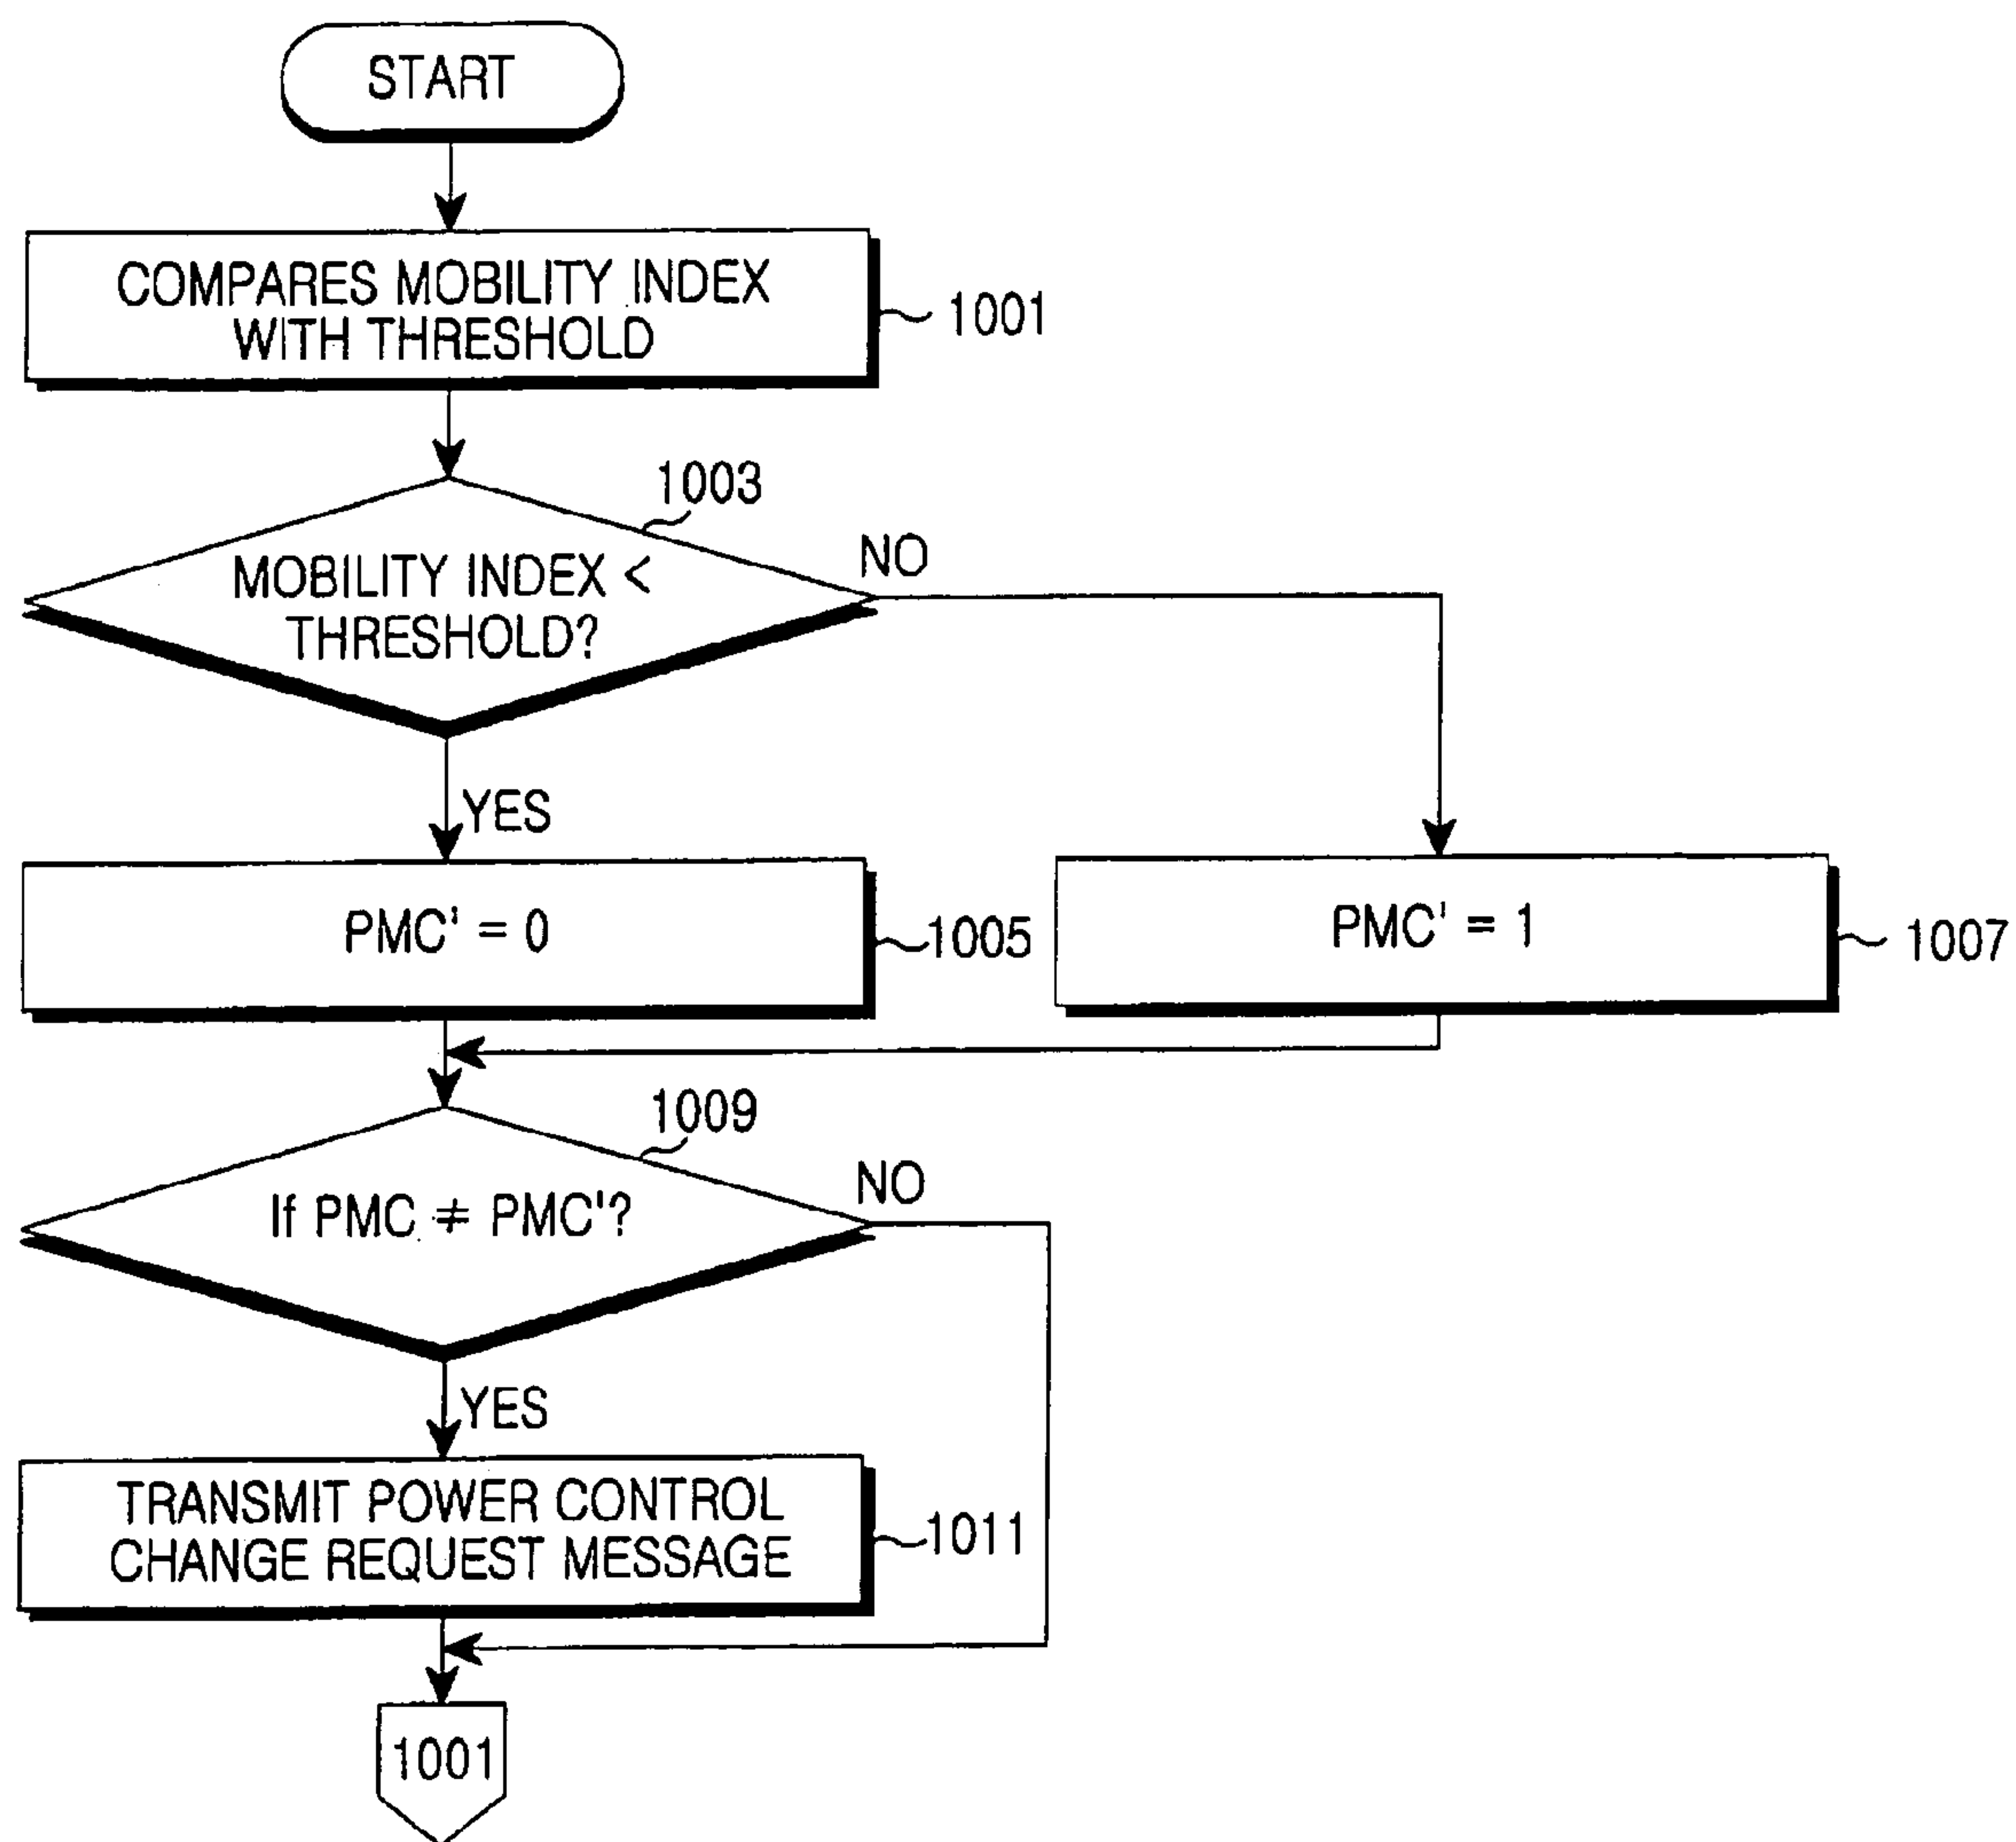 START
COMPARES MOBILITY INDEX
WITH THRESHOLD
1001
1003
MOBILITY INDEX <
THRESHOLD?
NO
YES
PMC' = 0
1005
PMC' = 1
1007
1009
If PMC ≠ PMC'?
NO
YES
TRANSMIT POWER CONTROL
CHANGE REQUEST MESSAGE
1011
1001